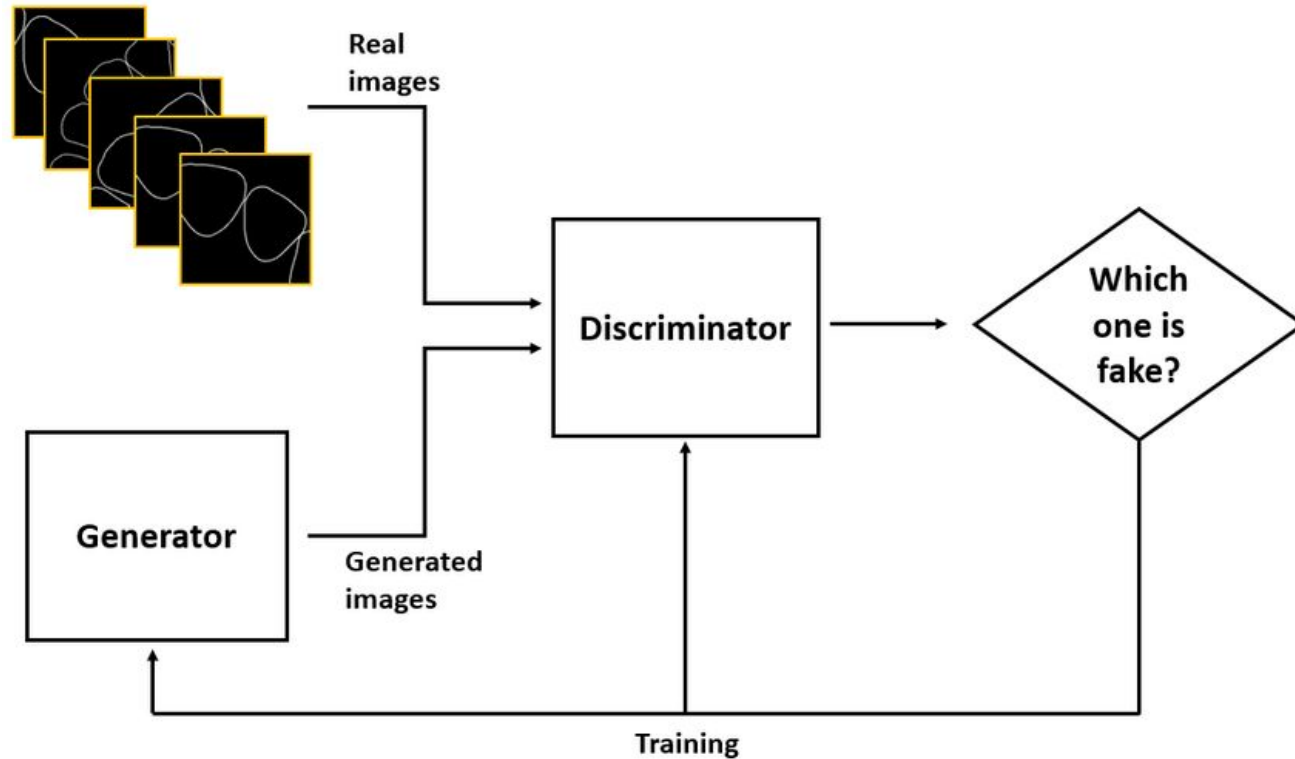 Real
images
Discriminator
Which
one is
fake?
Generator
Generated
images
Training